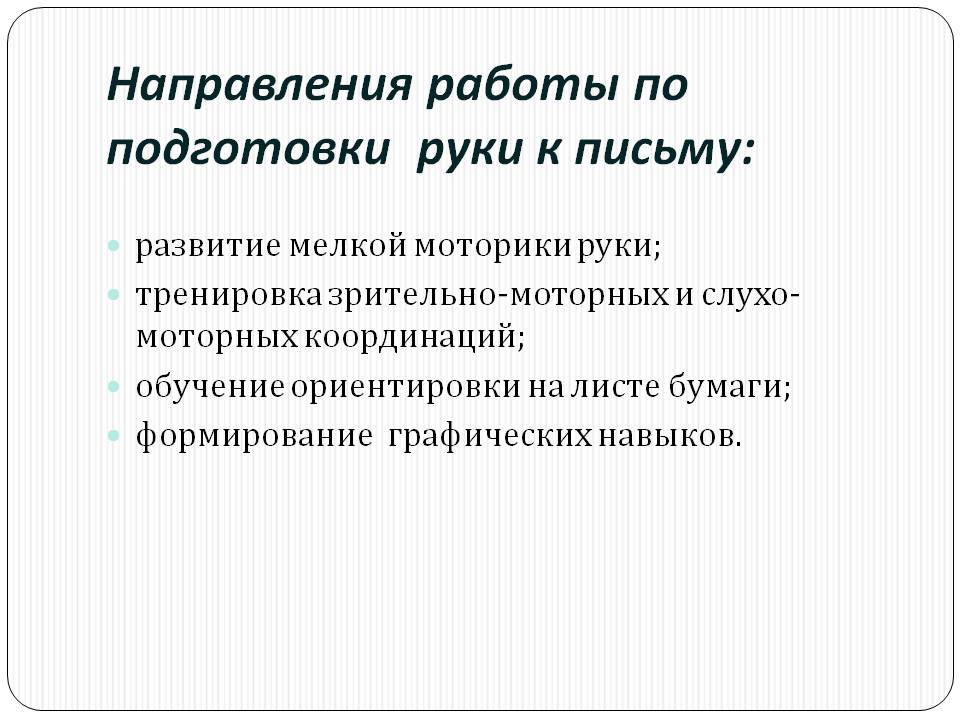 Направления работы по
подготовки руки к письму:
развитие мелкой моторики руки;
тренировка зрительно-моторных и слухо-
моторных координаций;
обучение ориентировки на листе бумаги;
формирование графических навыков.